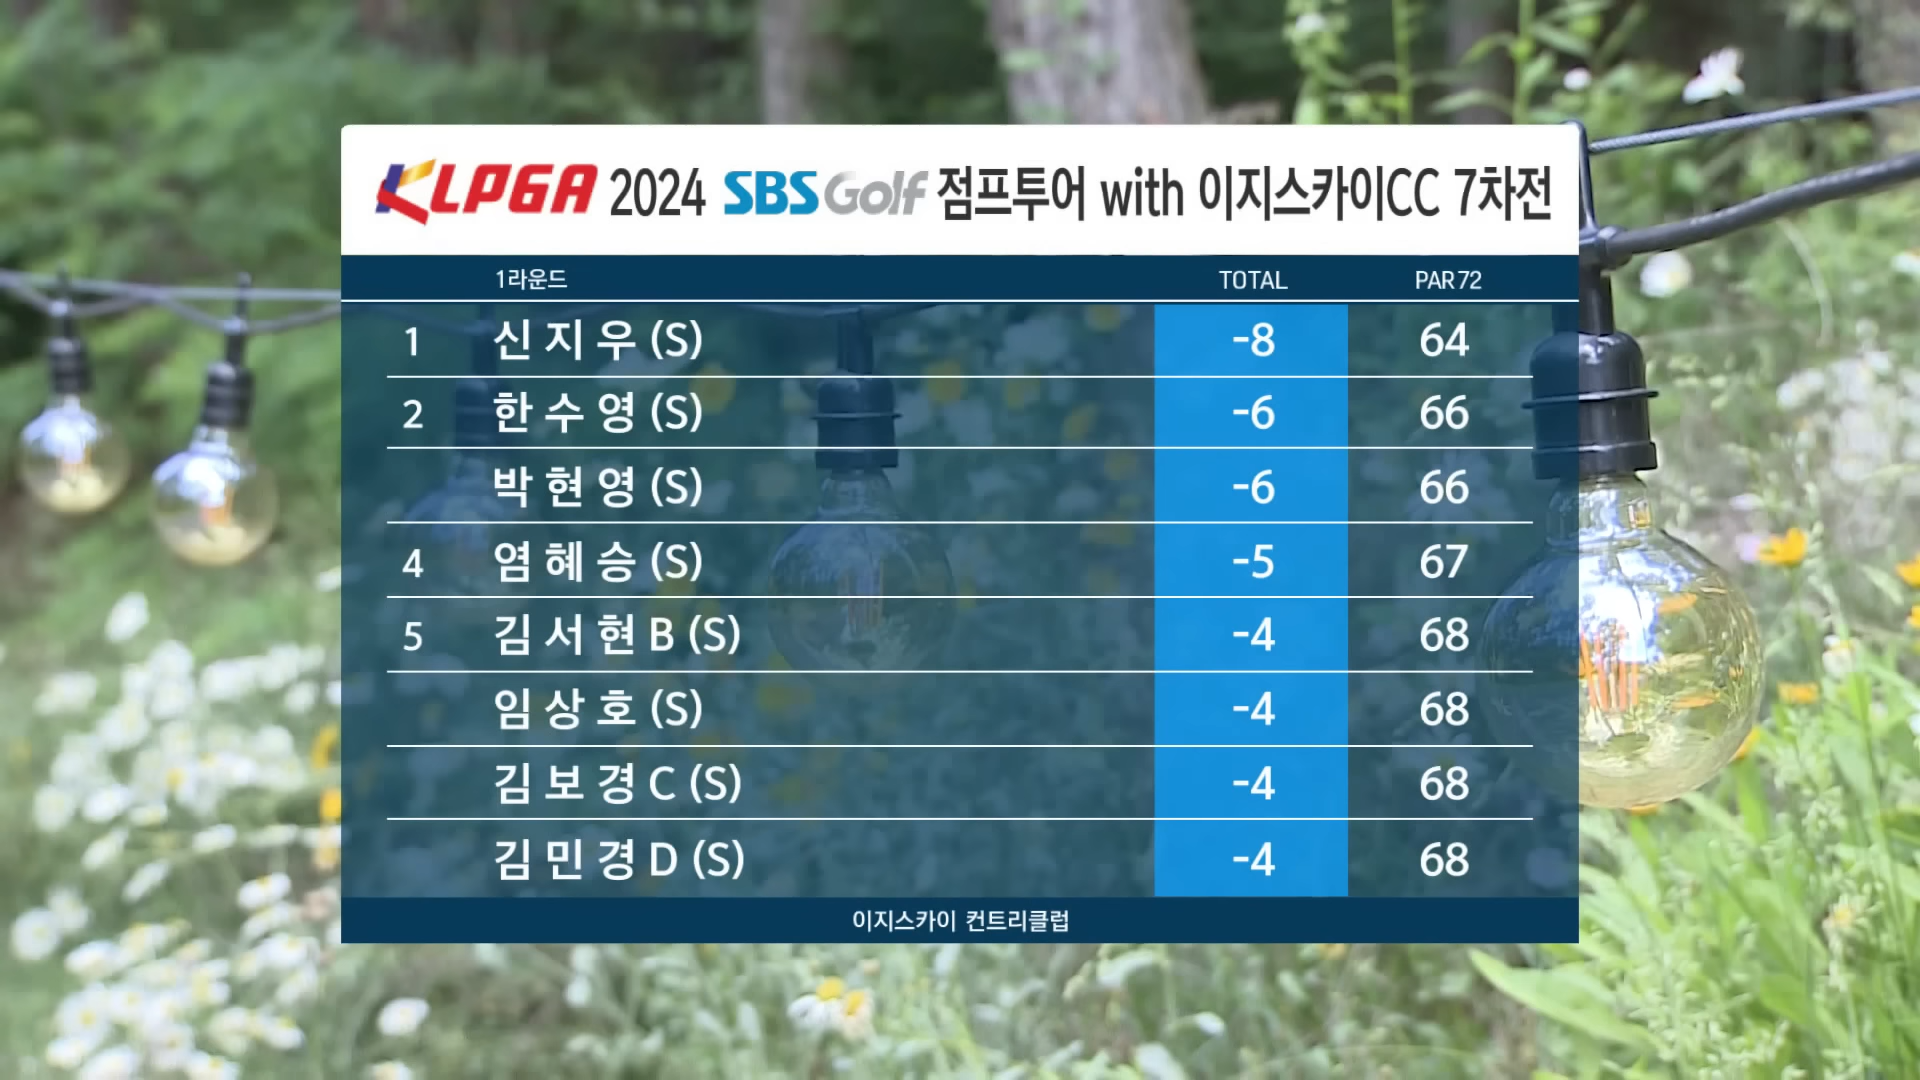 KLPGA 2024 SBS Golf 점프투어 with 이지스카이CC 7차전
1라운드 TOTAL PAR72
1 신지우 (S) -8 64
2 한수영 (S) -6 66
박현영 (S) -6 66
4 염혜승 (S) -5 67
5 김서현B (S) -4 68
임상호 (S) -4 68
김보경C (S) -4 68
김민경D (S) -4 68
이지스카이 컨트리클럽